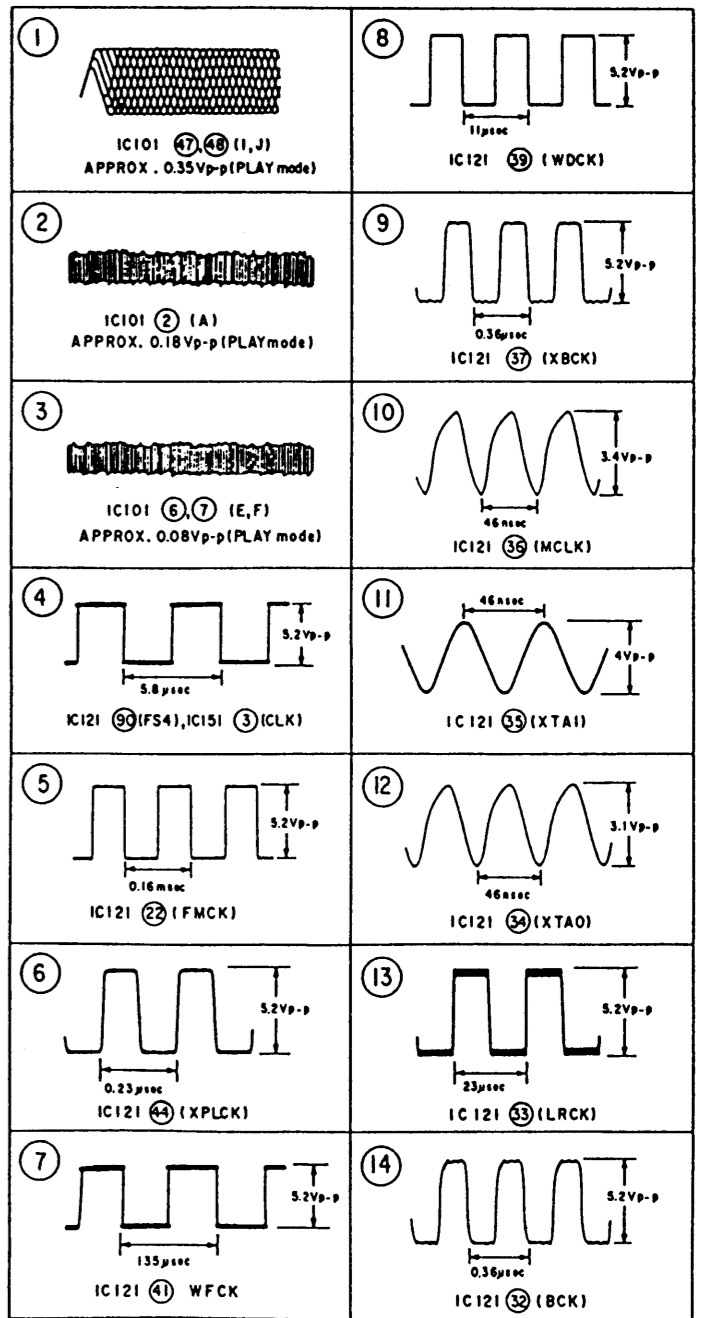 1
IC101 47, 48 (I, J)
APPROX. 0.35Vp-p (PLAY mode)
2
IC101 2 (A)
APPROX. 0.18Vp-p (PLAY mode)
3
IC101 6, 7 (E, F)
APPROX. 0.08Vp-p (PLAY mode)
4
5.2Vp-p
5.8µsec
IC121 90 (FS4), IC151 3 (CLK)
5
5.2Vp-p
0.16msec
IC121 22 (FMCK)
6
5.2Vp-p
0.23µsec
IC121 44 (XPLCK)
7
5.2Vp-p
135µsec
IC121 41 WFCK
8
5.2Vp-p
11µsec
IC121 39 (WDCK)
9
5.2Vp-p
0.36µsec
IC121 37 (XBCK)
10
3.4Vp-p
46nsec
IC121 36 (MCLK)
11
46nsec
4Vp-p
IC121 35 (XTAI)
12
3.1Vp-p
46nsec
IC121 34 (XTAO)
13
5.2Vp-p
23µsec
IC121 33 (LRCK)
14
5.2Vp-p
0.36µsec
IC121 32 (BCK)